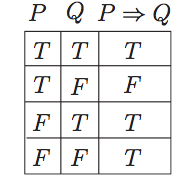 P Q P ⇒ Q
T T T
T F F
F T T
F F T